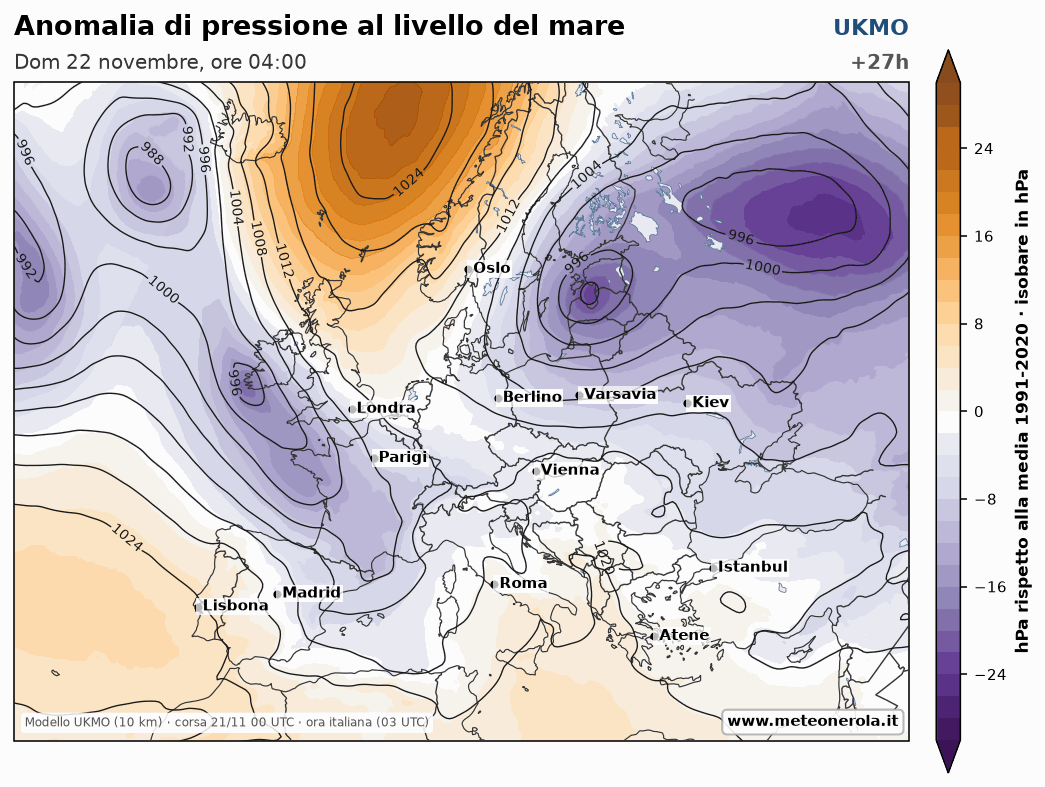 Anomalia di pressione al livello del mare
UKMO
Dom 22 novembre, ore 04:00
+27h
996
988
992
996
1004
1008
1012
1024
1012
1004
996
1000
996
992
1000
996
1024
Oslo
Londra
Berlino
Varsavia
Kiev
Parigi
Vienna
Lisbona
Madrid
Roma
Istanbul
Atene
24
16
8
0
−8
−16
−24
hPa rispetto alla media 1991-2020 · isobare in hPa
Modello UKMO (10 km) · corsa 21/11 00 UTC · ora italiana (03 UTC)
www.meteonerola.it